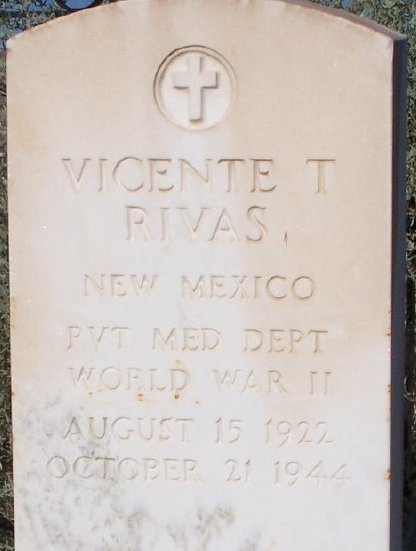 VICENTE T
RIVAS
NEW MEXICO
PVT MED DEPT
WORLD WAR II
AUGUST 15 1922
OCTOBER 21 1944